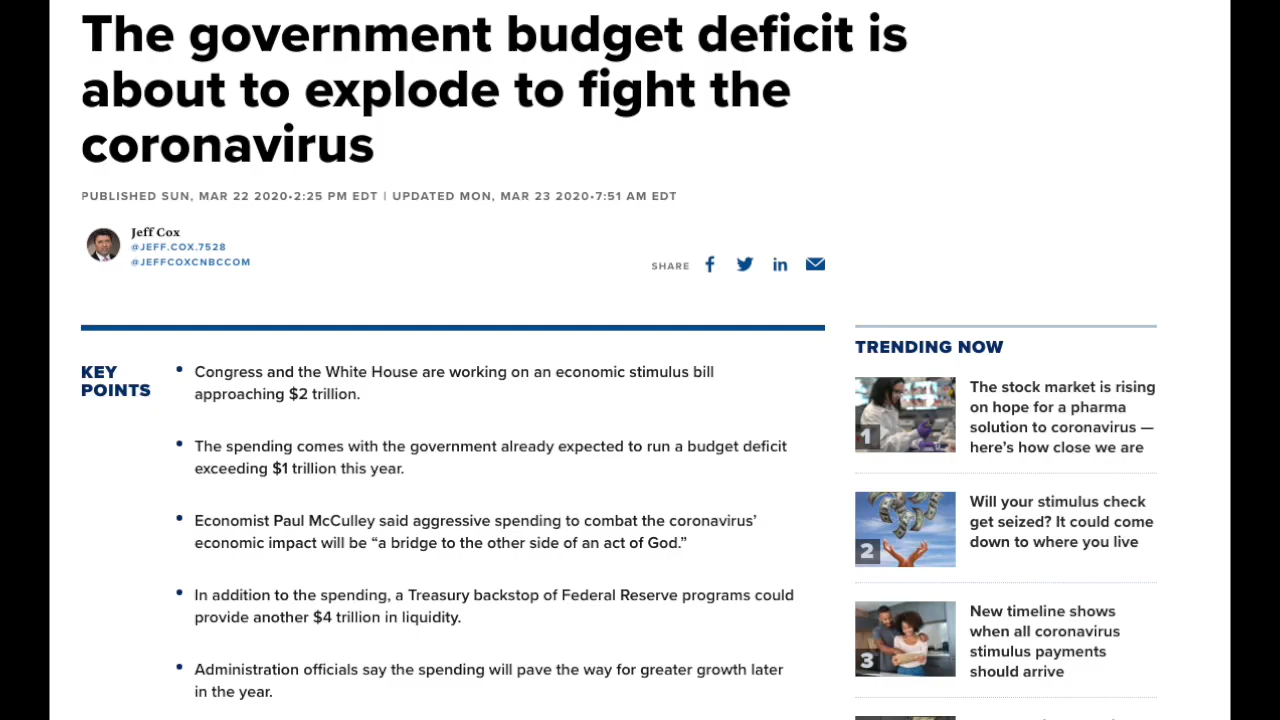 The government budget deficit is
about to explode to fight the
coronavirus
PUBLISHED SUN, MAR 22 2020•2:25 PM EDT | UPDATED MON, MAR 23 2020•7:51 AM EDT
Jeff Cox
@JEFF.COX.7528
@JEFFCOXCNBCCOM
SHARE
KEY
POINTS
• Congress and the White House are working on an economic stimulus bill
approaching $2 trillion.
• The spending comes with the government already expected to run a budget deficit
exceeding $1 trillion this year.
• Economist Paul McCulley said aggressive spending to combat the coronavirus’
economic impact will be “a bridge to the other side of an act of God.”
• In addition to the spending, a Treasury backstop of Federal Reserve programs could
provide another $4 trillion in liquidity.
• Administration officials say the spending will pave the way for greater growth later
in the year.
TRENDING NOW
1
The stock market is rising
on hope for a pharma
solution to coronavirus —
here’s how close we are
2
Will your stimulus check
get seized? It could come
down to where you live
3
New timeline shows
when all coronavirus
stimulus payments
should arrive